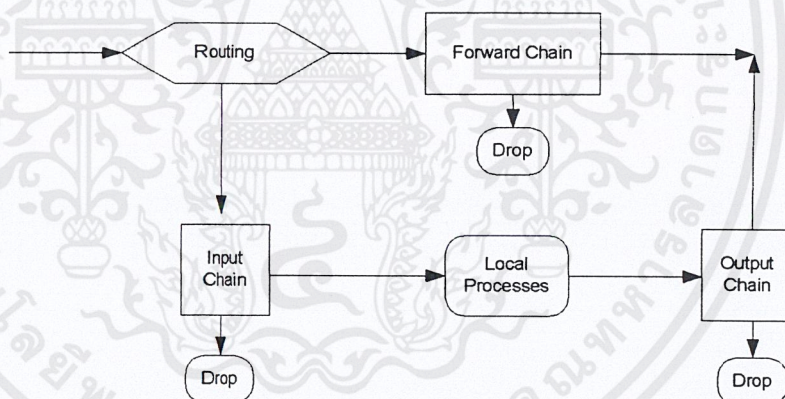 Routing
Forward Chain
Drop
Input
Chain
Local
Processes
Output
Chain
Drop
Drop